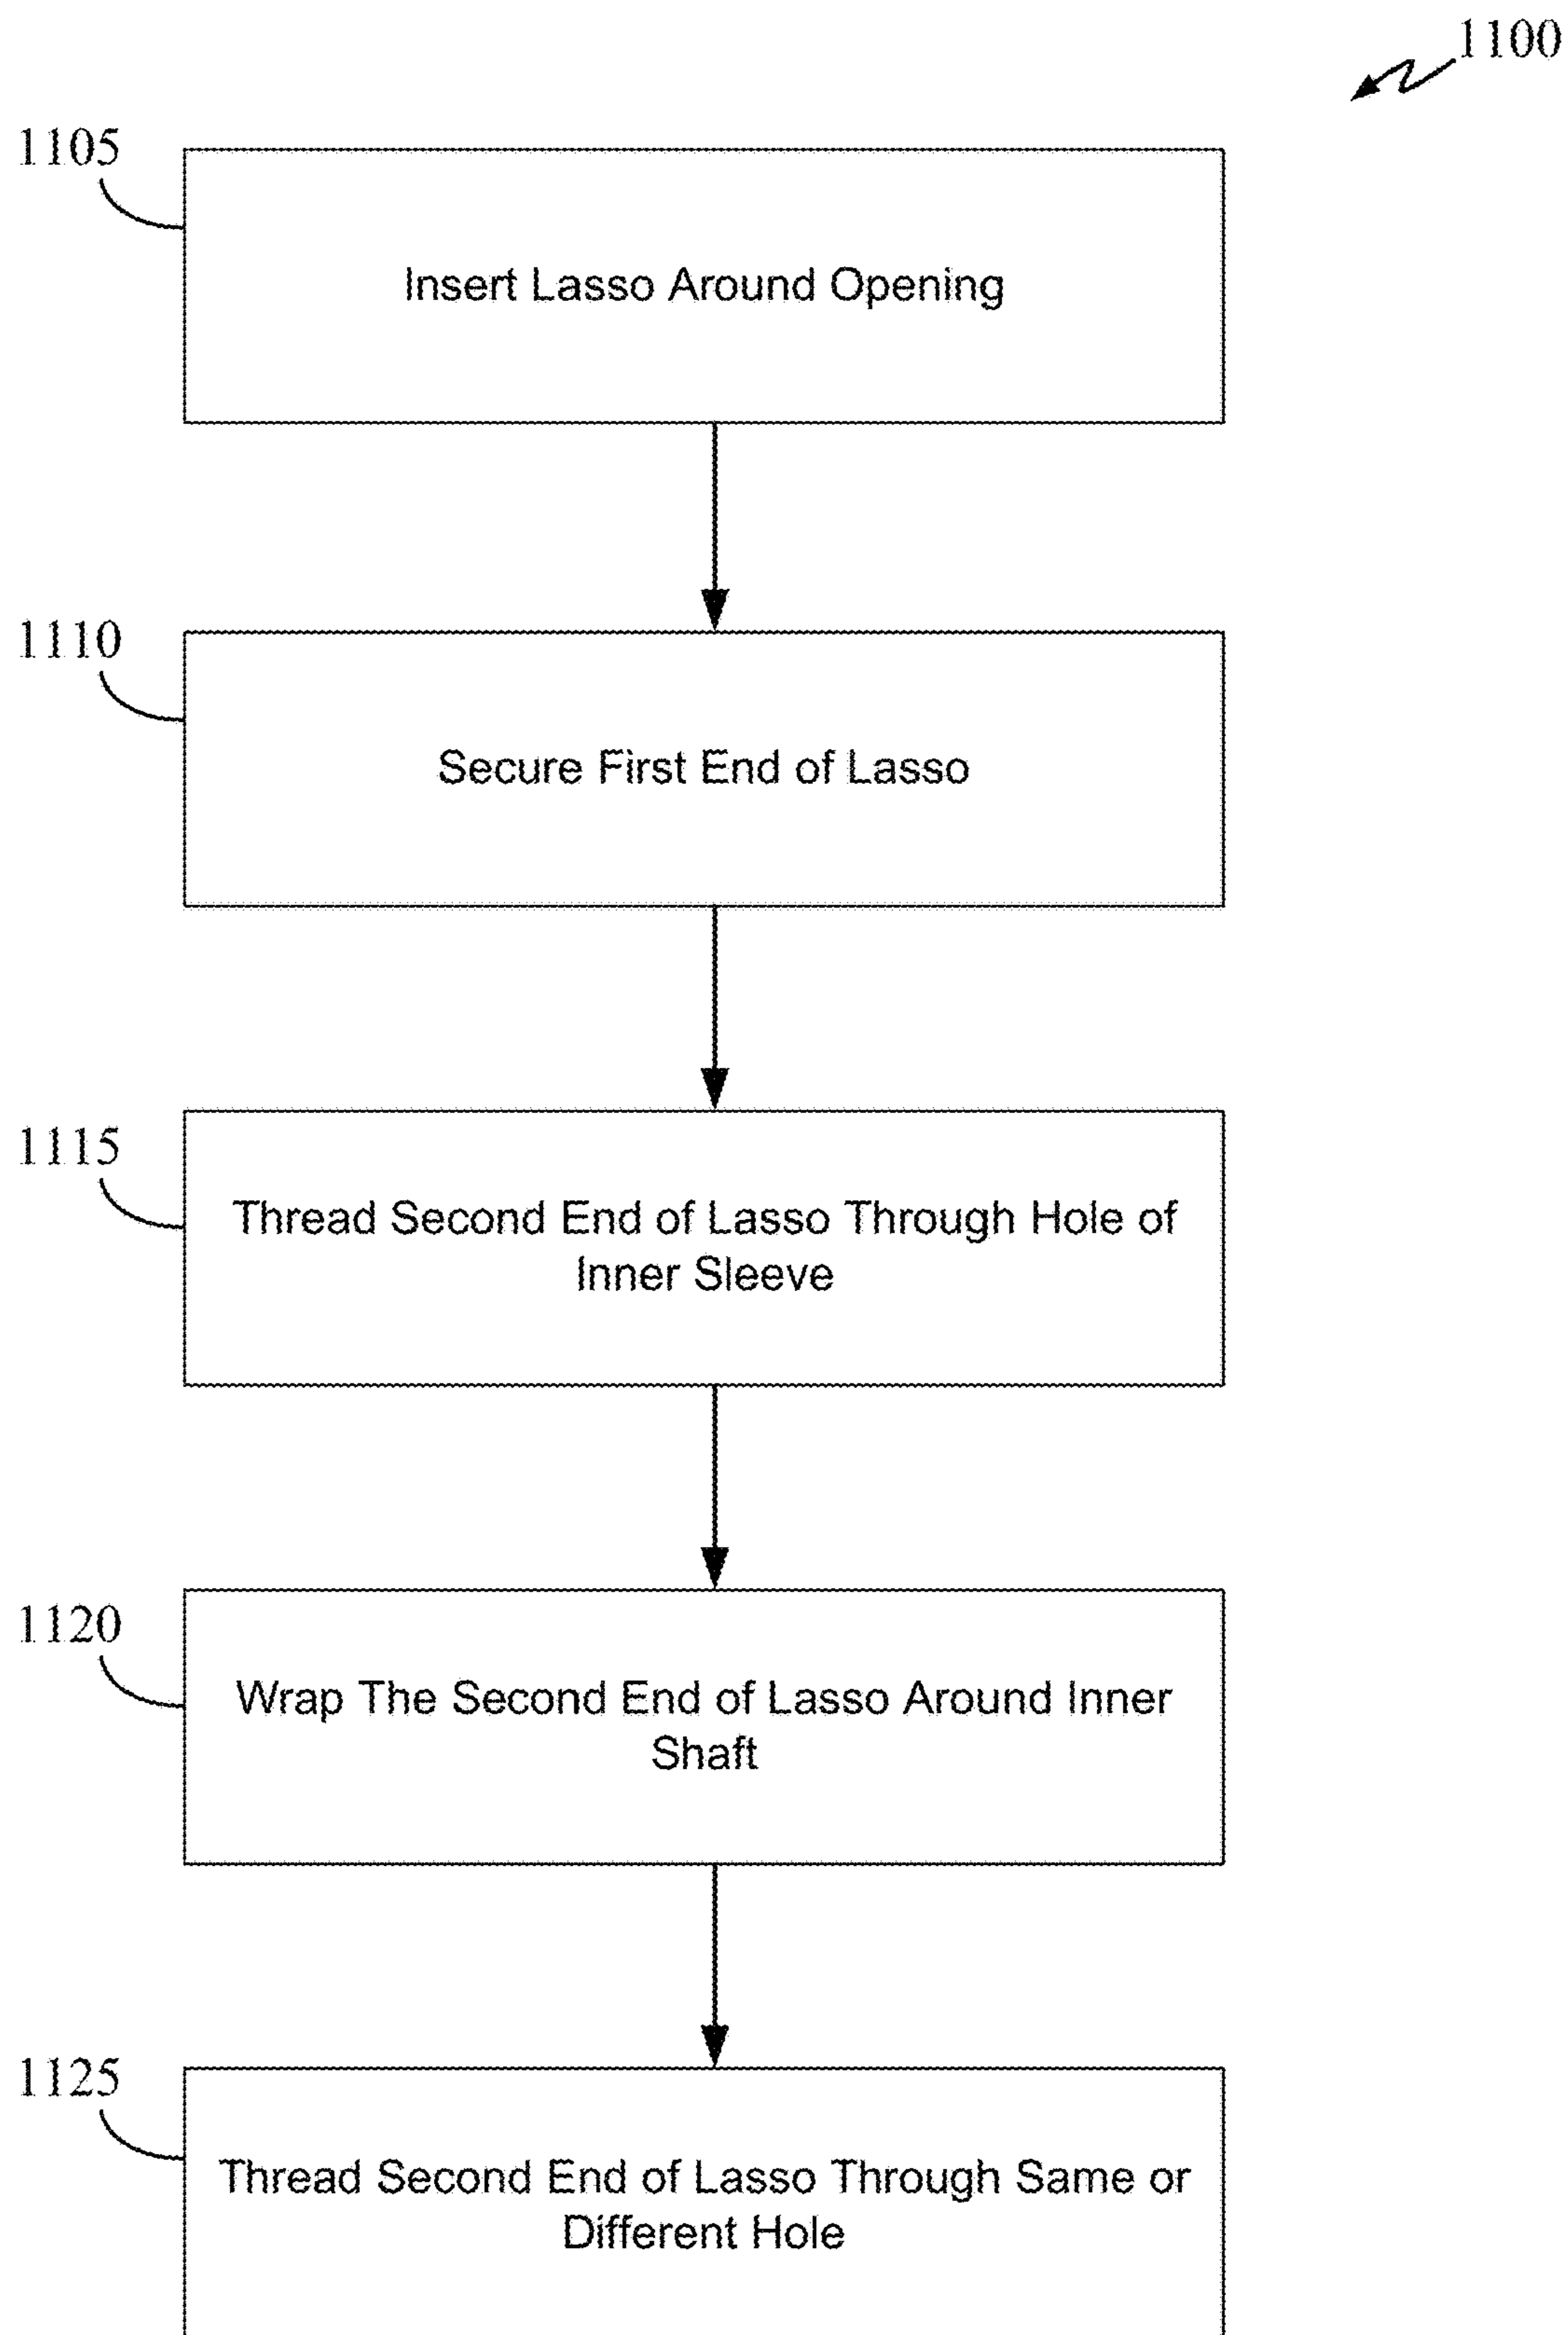 1100
1105
Insert Lasso Around Opening
1110
Secure First End of Lasso
1115
Thread Second End of Lasso Through Hole of
Inner Sleeve
1120
Wrap The Second End of Lasso Around Inner
Shaft
1125
Thread Second End of Lasso Through Same or
Different Hole